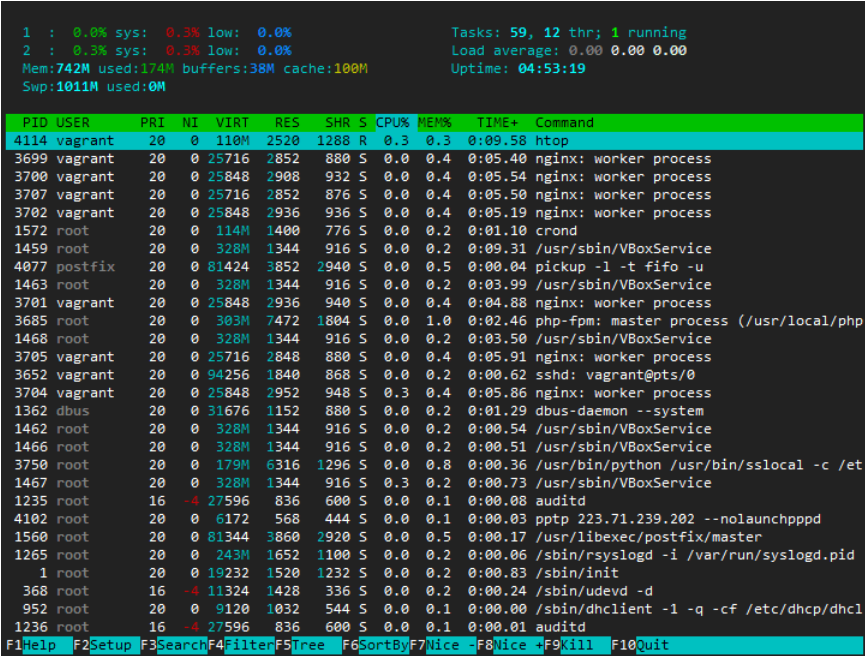 1  :  0.0% sys:  0.3% low:  0.0%    Tasks: 59, 12 thr; 1 running
2  :  0.3% sys:  0.3% low:  0.0%    Load average: 0.00 0.00 0.00
Mem:742M used:174M buffers:38M cache:100M    Uptime: 04:53:19
Swp:1011M used:0M
PID USER PRI NI VIRT RES SHR S CPU% MEM% TIME+ Command
4114 vagrant 20 0 110M 2520 1288 R 0.3 0.3 0:09.58 htop
3699 vagrant 20 0 25716 2852 880 S 0.0 0.4 0:05.40 nginx: worker process
3700 vagrant 20 0 25848 2908 932 S 0.0 0.4 0:05.54 nginx: worker process
3707 vagrant 20 0 25716 2852 876 S 0.0 0.4 0:05.50 nginx: worker process
3702 vagrant 20 0 25848 2936 936 S 0.0 0.4 0:05.19 nginx: worker process
1572 root 20 0 114M 1400 776 S 0.0 0.2 0:01.10 crond
1459 root 20 0 328M 1344 916 S 0.0 0.2 0:09.31 /usr/sbin/VBoxService
4077 postfix 20 0 81424 3852 2940 S 0.0 0.5 0:00.04 pickup -l -t fifo -u
1463 root 20 0 328M 1344 916 S 0.0 0.2 0:03.99 /usr/sbin/VBoxService
3701 vagrant 20 0 25848 2936 940 S 0.0 0.4 0:04.88 nginx: worker process
3685 root 20 0 303M 7472 1804 S 0.0 1.0 0:02.46 php-fpm: master process (/usr/local/php
1468 root 20 0 328M 1344 916 S 0.0 0.2 0:03.50 /usr/sbin/VBoxService
3705 vagrant 20 0 25716 2848 880 S 0.0 0.4 0:05.91 nginx: worker process
3652 vagrant 20 0 94256 1840 868 S 0.0 0.2 0:00.62 sshd: vagrant@pts/0
3704 vagrant 20 0 25848 2952 948 S 0.3 0.4 0:05.86 nginx: worker process
1362 dbus 20 0 31676 1152 880 S 0.0 0.2 0:01.29 dbus-daemon --system
1462 root 20 0 328M 1344 916 S 0.0 0.2 0:00.54 /usr/sbin/VBoxService
1466 root 20 0 328M 1344 916 S 0.0 0.2 0:00.51 /usr/sbin/VBoxService
3750 root 20 0 179M 6316 1296 S 0.0 0.8 0:00.36 /usr/bin/python /usr/bin/sslocal -c /et
1467 root 20 0 328M 1344 916 S 0.3 0.2 0:00.73 /usr/sbin/VBoxService
1235 root 16 -4 27596 836 600 S 0.0 0.1 0:00.08 auditd
4102 root 20 0 6172 568 444 S 0.0 0.1 0:00.03 pptp 223.71.239.202 --nolaunchpppd
1560 root 20 0 81344 3860 2920 S 0.0 0.5 0:00.17 /usr/libexec/postfix/master
1265 root 20 0 243M 1652 1100 S 0.0 0.2 0:00.06 /sbin/rsyslogd -i /var/run/syslogd.pid
1 root 20 0 19232 1520 1232 S 0.0 0.2 0:00.83 /sbin/init
368 root 16 -4 11324 1428 336 S 0.0 0.2 0:00.24 /sbin/udevd -d
952 root 20 0 9120 1032 544 S 0.0 0.1 0:00.00 /sbin/dhclient -1 -q -cf /etc/dhcp/dhcl
1236 root 16 -4 27596 836 600 S 0.0 0.1 0:00.01 auditd
F1Help F2Setup F3SearchF4FilterF5Tree F6SortByF7Nice -F8Nice +F9Kill F10Quit